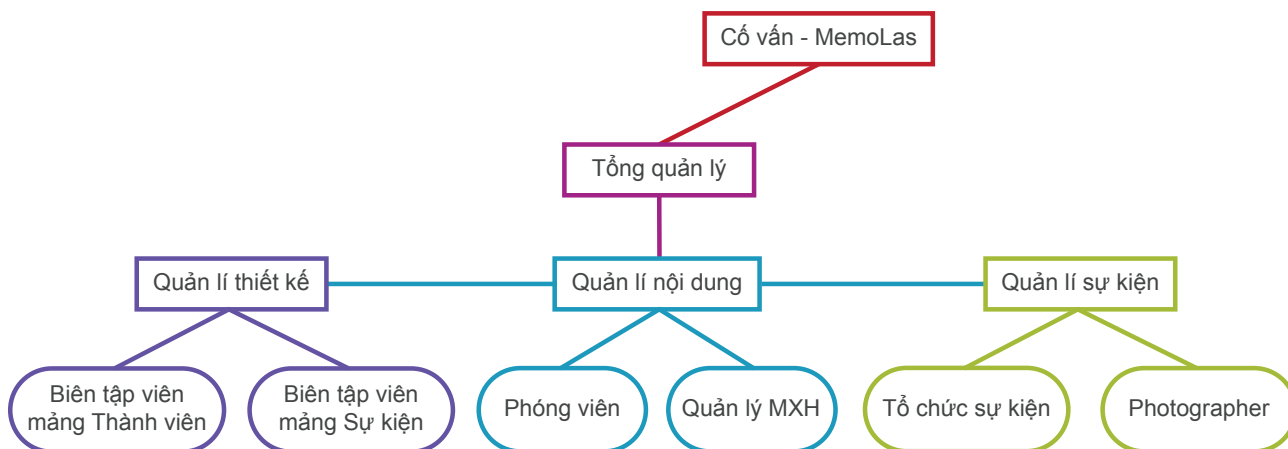 Cố vấn - MemoLas
Tổng quản lý
Quản lí thiết kế
Quản lí nội dung
Quản lí sự kiện
Biên tập viên
mảng Thành viên
Biên tập viên
mảng Sự kiện
Phóng viên
Quản lý MXH
Tổ chức sự kiện
Photographer